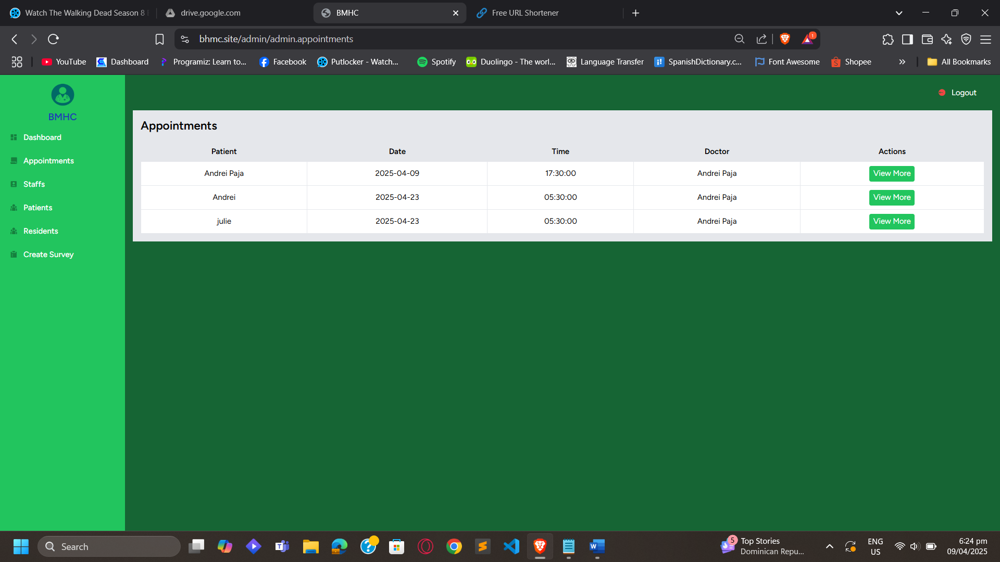 Watch The Walking Dead Season 8
drive.google.com
BMHC
Free URL Shortener
bhmc.site/admin/admin.appointments
1
YouTube
Dashboard
Programiz: Learn to...
Facebook
Putlocker - Watch...
Spotify
Duolingo - The worl...
Language Transfer
SpanishDictionary.c...
Font Awesome
Shopee
All Bookmarks
BMHC
Dashboard
Appointments
Staffs
Patients
Residents
Create Survey
Logout
Appointments
Patient Date Time Doctor Actions
Andrei Paja 2025-04-09 17:30:00 Andrei Paja View More
Andrei 2025-04-23 05:30:00 Andrei Paja View More
julie 2025-04-23 05:30:00 Andrei Paja View More
Search
5
Top Stories
Dominican Repu...
ENG
US
6:24 pm
09/04/2025